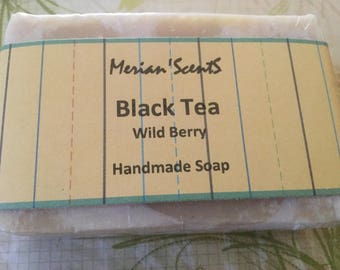 Merian'ScentS
Black Tea
Wild Berry
Handmade Soap